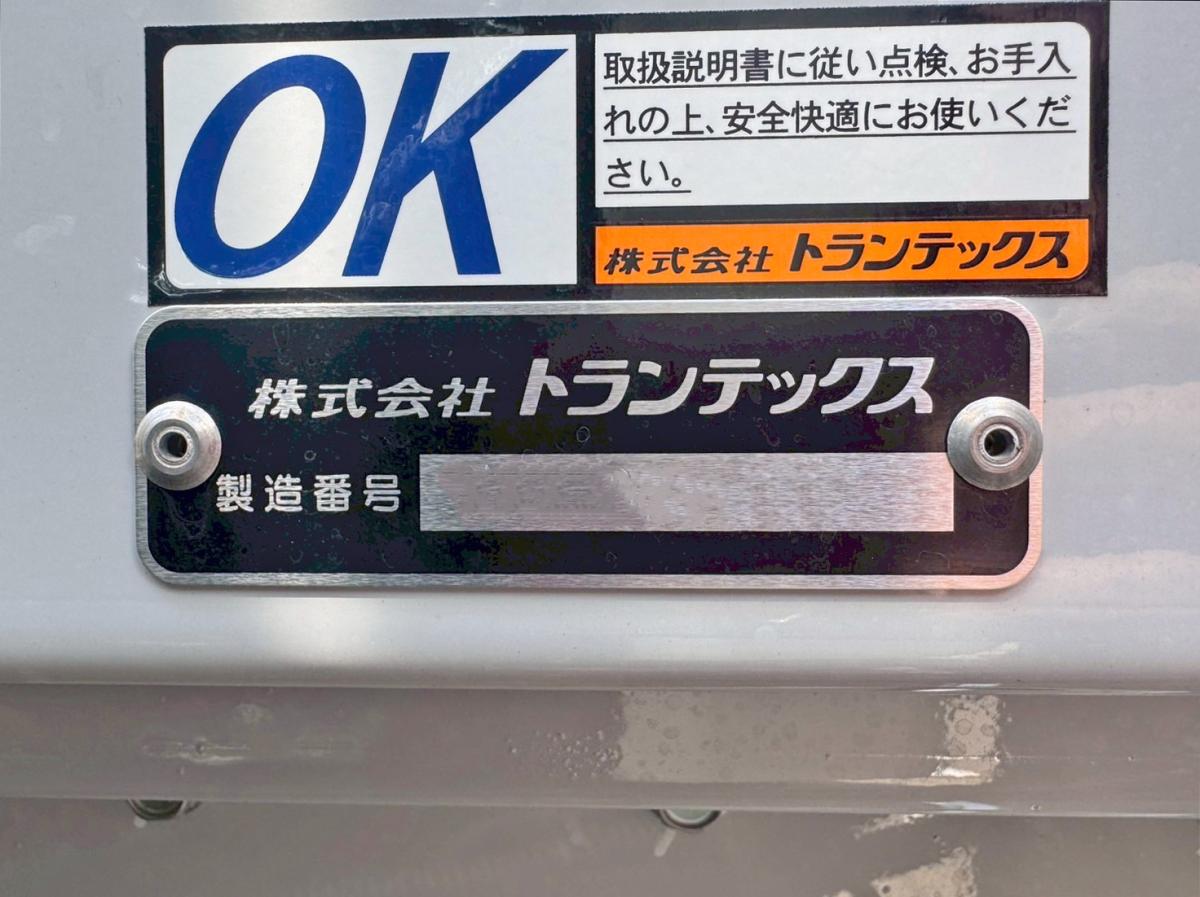 OK
取扱説明書に従い点検、お手入
れの上、安全快適にお使いくだ
さい。
株式会社 トランテックス
株式会社 トランテックス
製造番号